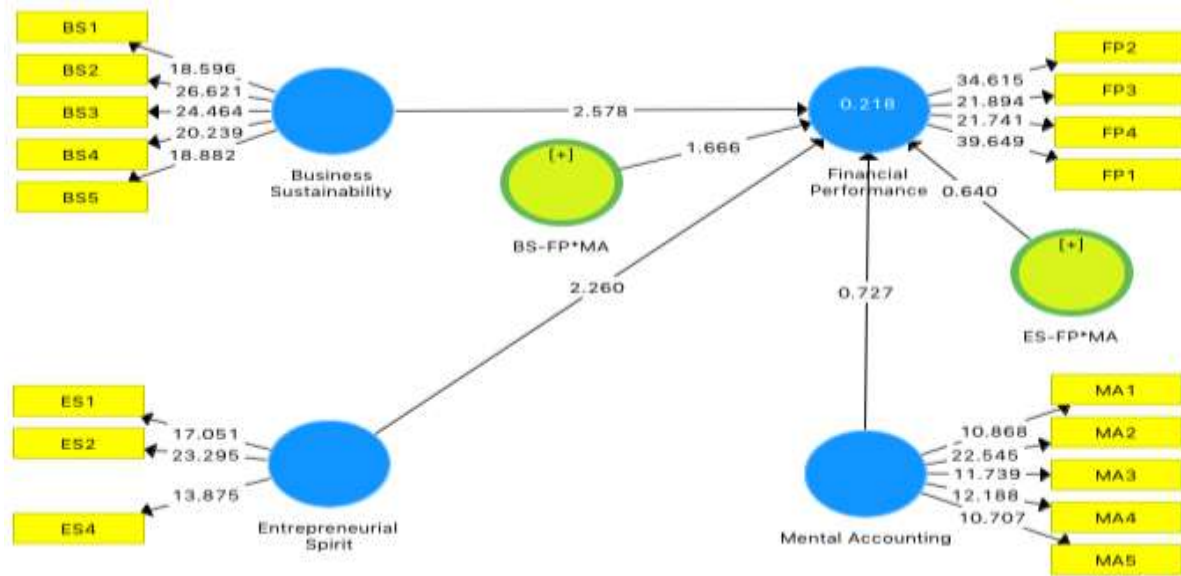 BS1
BS2
BS3
BS4
BS5
18.596
26.621
24.464
20.239
18.882
Business
Sustainability
2.578
[+]
BS-FP*MA
1.666
0.218
Financial
Performance
34.615
21.894
21.741
39.649
FP2
FP3
FP4
FP1
0.640
[+]
ES-FP*MA
2.260
0.727
ES1
ES2
ES4
17.051
23.295
13.875
Entrepreneurial
Spirit
Mental Accounting
10.868
22.545
11.739
12.188
10.707
MA1
MA2
MA3
MA4
MA5